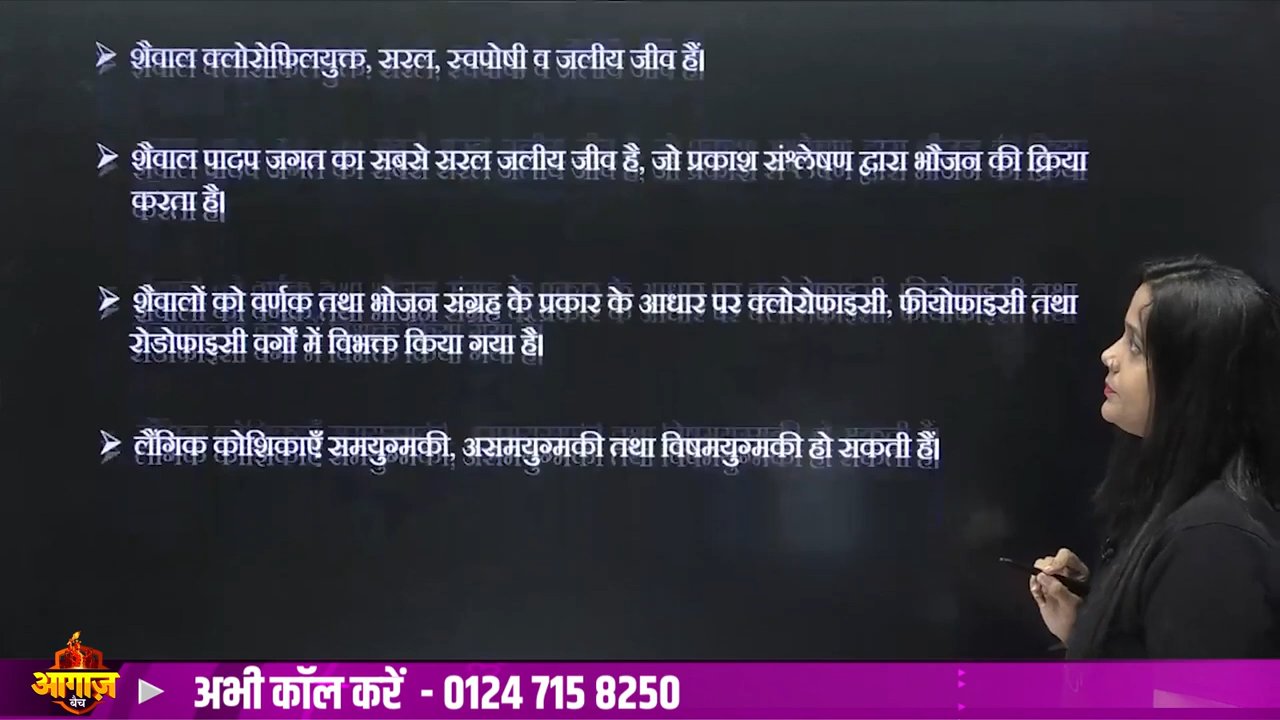 शैवाल क्लोरोफिलयुक्त, सरल, स्वपोषी व जलीय जीव हैं।
शैवाल पादप जगत का सबसे सरल जलीय जीव है, जो प्रकाश संश्लेषण द्वारा भौजन की क्रिया
करता है।
शैवालों को वर्णक तथा भोजन संग्रह के प्रकार के आधार पर क्लोरोफाइसी, फीयोफाइसी तथा
रोडोफाइसी वर्गों में विभक्त किया गया है।
लैंगिक कोशिकाएँ समयुग्मकी, असमयुग्मकी तथा विषमयुग्मकी हो सकती हैं।
आगाज़
बैच
अभी कॉल करें - 0124 715 8250